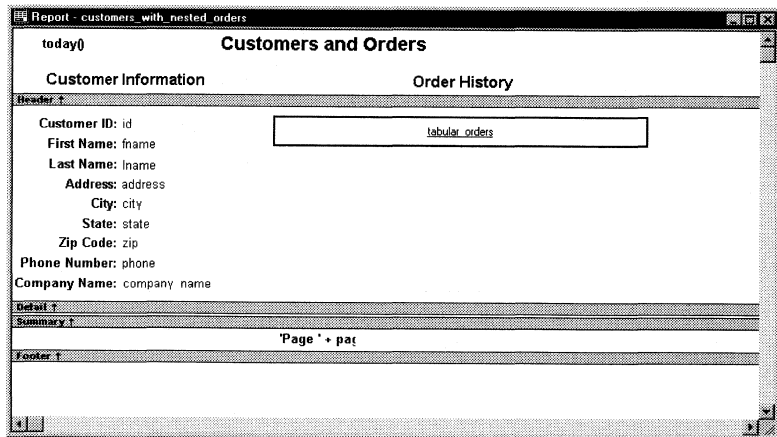 Report - customers_with_nested_orders
today() Customers and Orders
Customer Information Order History
Header ↑
Customer ID: id tabular_orders
First Name: fname
Last Name: lname
Address: address
City: city
State: state
Zip Code: zip
Phone Number: phone
Company Name: company_name
Detail ↑
Summary ↑
'Page ' + pag
Footer ↑